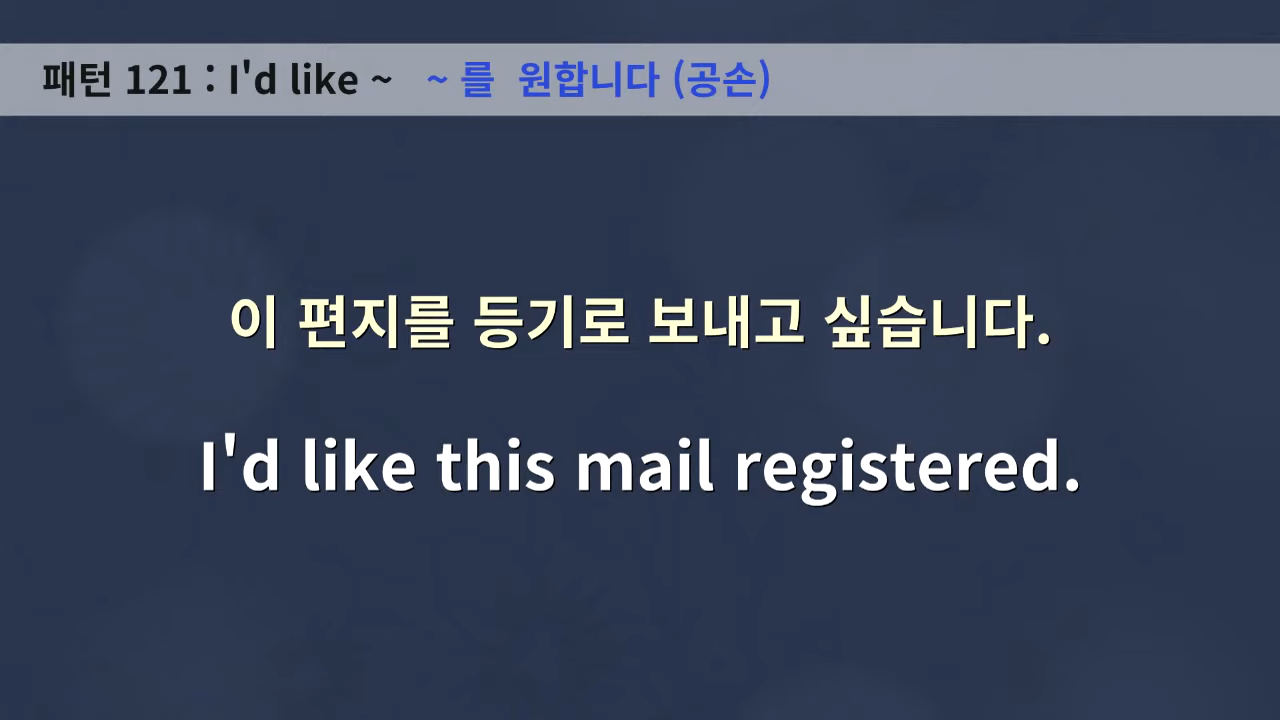 패턴 121 : I'd like ~ ~ 를 원합니다 (공손)
이 편지를 등기로 보내고 싶습니다.
I'd like this mail registered.